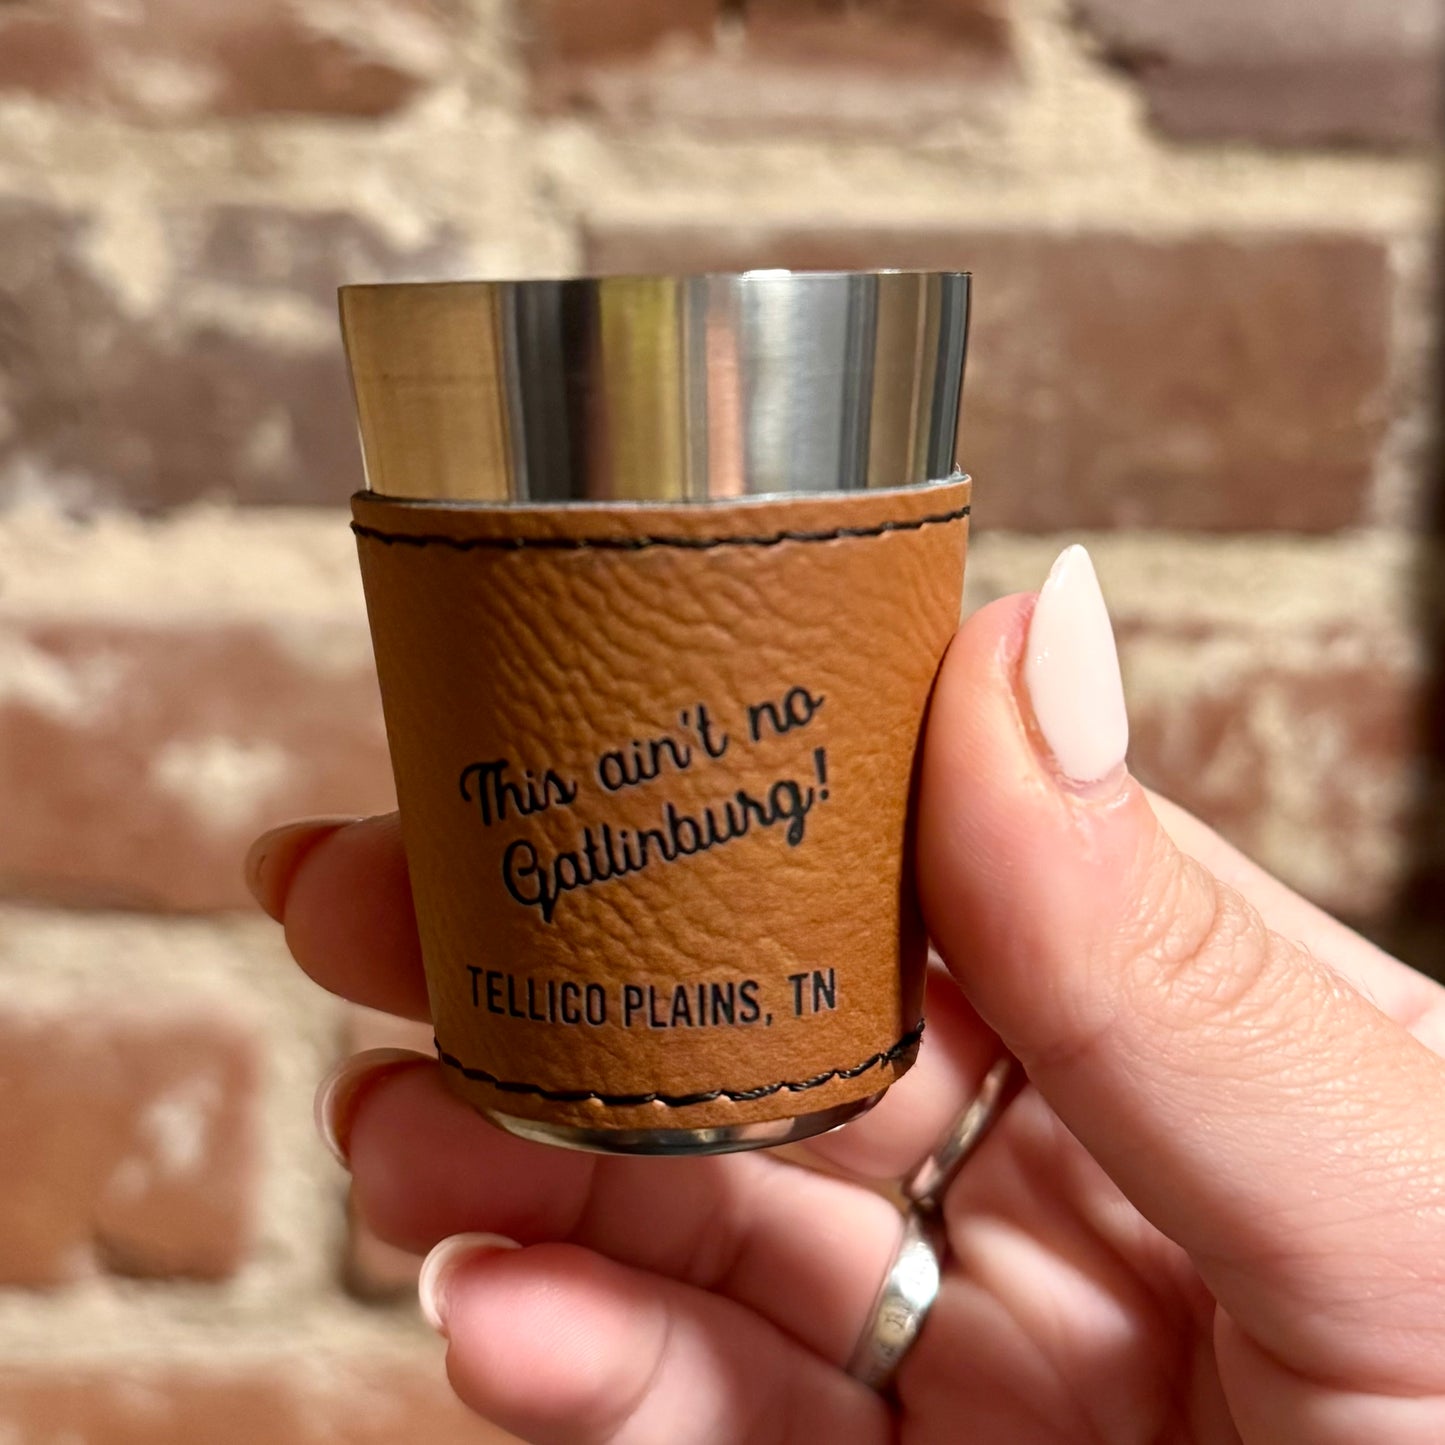 This ain't no
Gatlinburg!
TELLICO PLAINS, TN